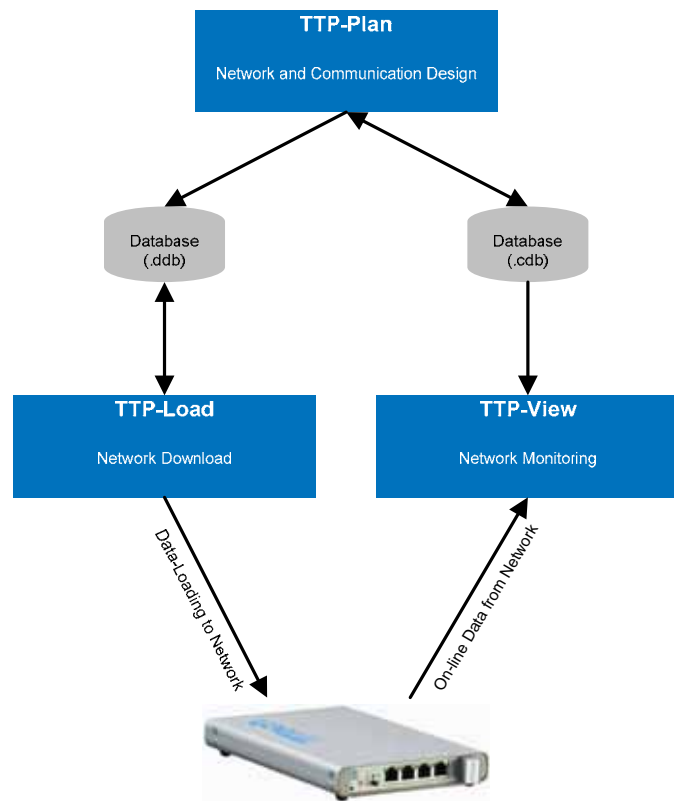 TTP-Plan
Network and Communication Design
Database
(.ddb)
Database
(.cdb)
TTP-Load
Network Download
TTP-View
Network Monitoring
Data-Loading to Network
On-line Data from Network